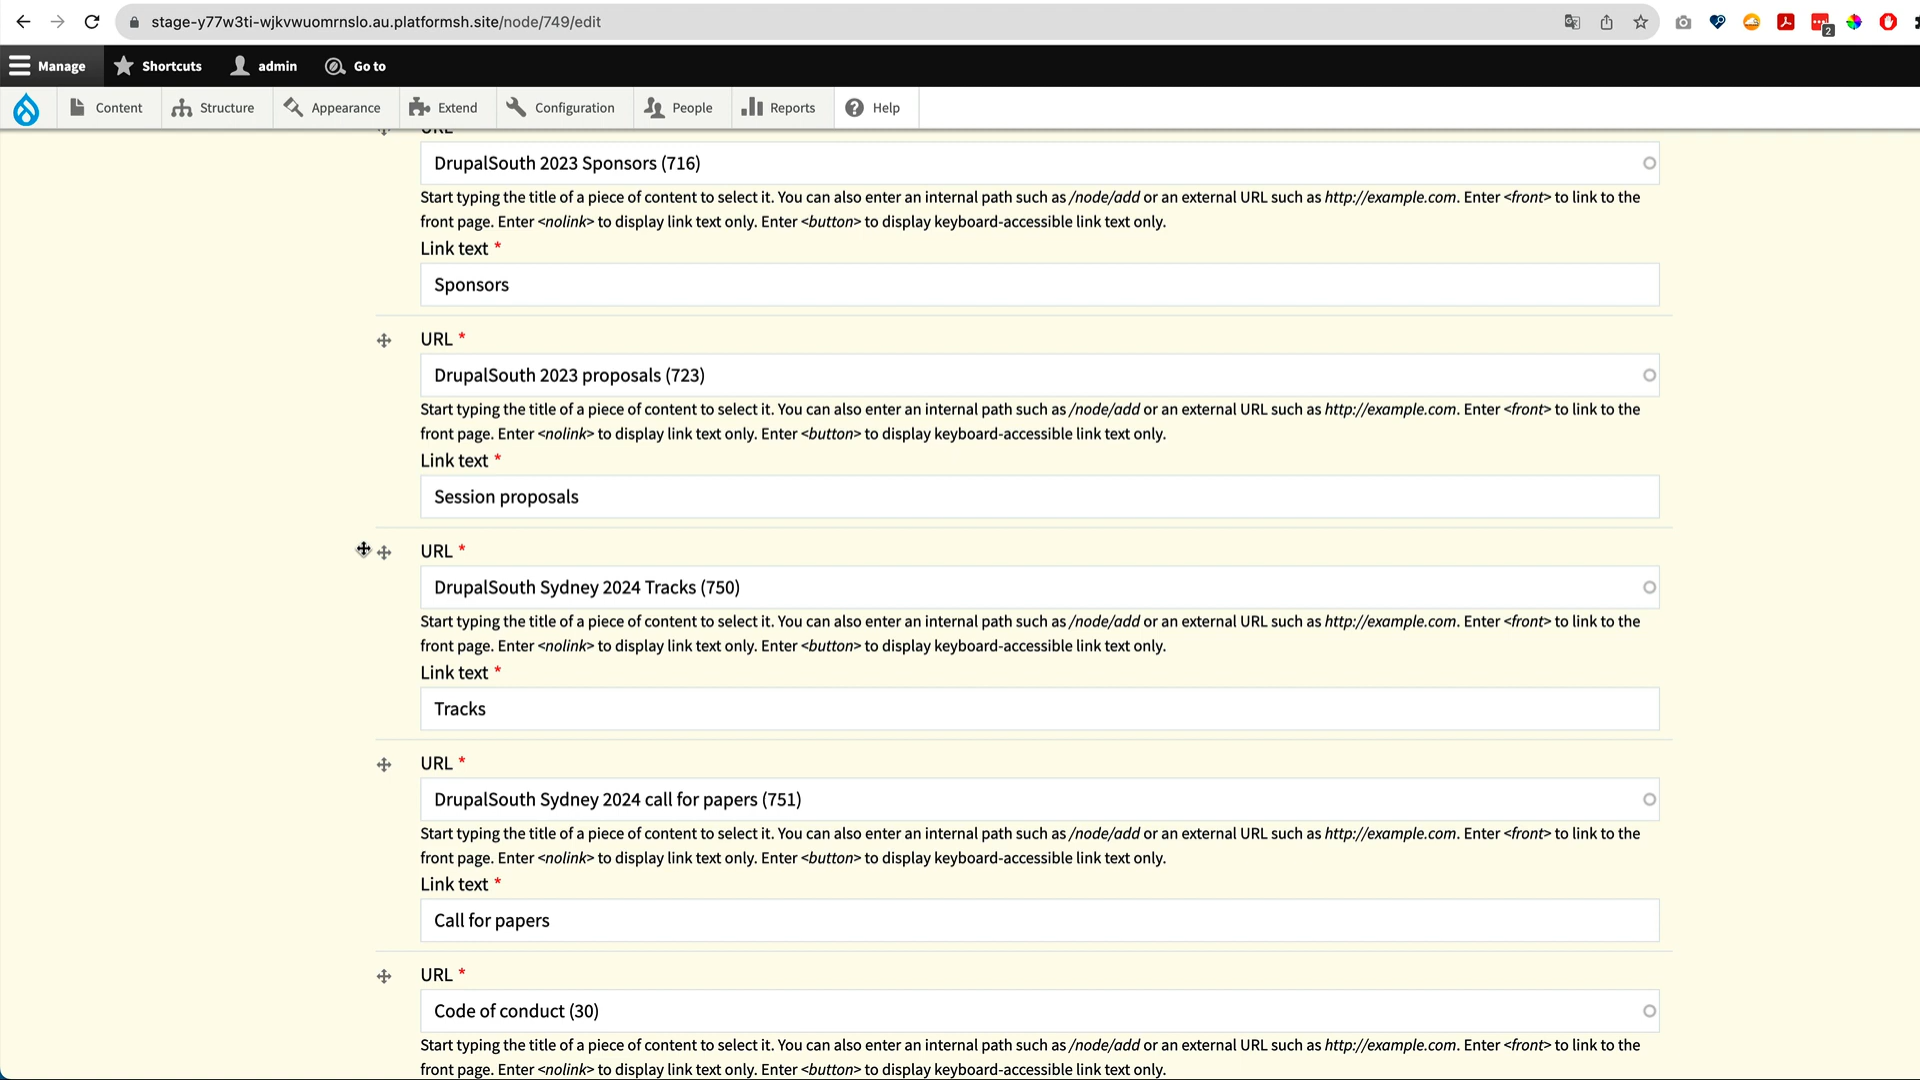 stage-y77w3ti-wjkvwuomrnslo.au.platformsh.site/node/749/edit
2
Manage Shortcuts admin Go to
Content Structure Appearance Extend Configuration People Reports Help
URL
DrupalSouth 2023 Sponsors (716)
Start typing the title of a piece of content to select it. You can also enter an internal path such as /node/add or an external URL such as http://example.com. Enter <front> to link to the
front page. Enter <nolink> to display link text only. Enter <button> to display keyboard-accessible link text only.
Link text *
Sponsors
URL *
DrupalSouth 2023 proposals (723)
Start typing the title of a piece of content to select it. You can also enter an internal path such as /node/add or an external URL such as http://example.com. Enter <front> to link to the
front page. Enter <nolink> to display link text only. Enter <button> to display keyboard-accessible link text only.
Link text *
Session proposals
URL *
DrupalSouth Sydney 2024 Tracks (750)
Start typing the title of a piece of content to select it. You can also enter an internal path such as /node/add or an external URL such as http://example.com. Enter <front> to link to the
front page. Enter <nolink> to display link text only. Enter <button> to display keyboard-accessible link text only.
Link text *
Tracks
URL *
DrupalSouth Sydney 2024 call for papers (751)
Start typing the title of a piece of content to select it. You can also enter an internal path such as /node/add or an external URL such as http://example.com. Enter <front> to link to the
front page. Enter <nolink> to display link text only. Enter <button> to display keyboard-accessible link text only.
Link text *
Call for papers
URL *
Code of conduct (30)
Start typing the title of a piece of content to select it. You can also enter an internal path such as /node/add or an external URL such as http://example.com. Enter <front> to link to the
front page. Enter <nolink> to display link text only. Enter <button> to display keyboard-accessible link text only.